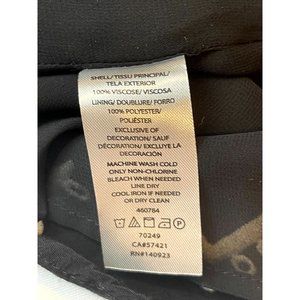 SHELL/TISSU PRINCIPAL/
TELA EXTERIOR
100% VISCOSE/VISCOSA
LINING/DOUBLURE/FORRO
100% POLYESTER/
POLIÉSTER
EXCLUSIVE OF
DECORATION/SAUF
DÉCORATION/EXCLUYE LA
DECORACIÓN
MACHINE WASH COLD
ONLY NON-CHLORINE
BLEACH WHEN NEEDED
LINE DRY
COOL IRON IF NEEDED
OR DRY CLEAN
460784
70249
CA#57421
RN#140923